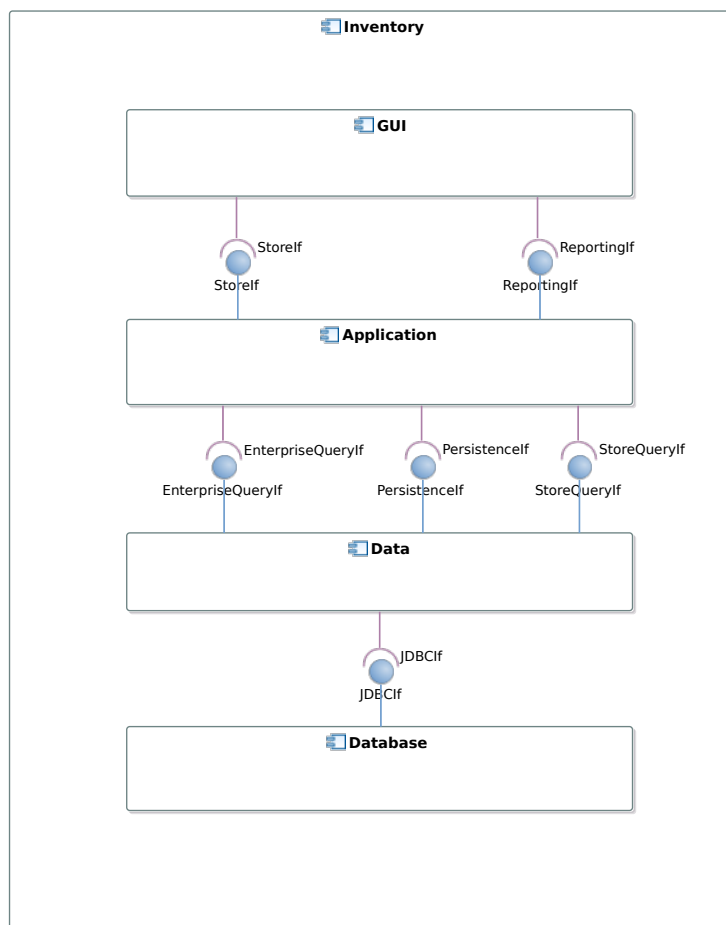 Inventory
GUI
StoreIf
ReportingIf
StoreIf
ReportingIf
Application
EnterpriseQueryIf
PersistenceIf
StoreQueryIf
EnterpriseQueryIf
PersistenceIf
StoreQueryIf
Data
JDBCIf
JDBCIf
Database